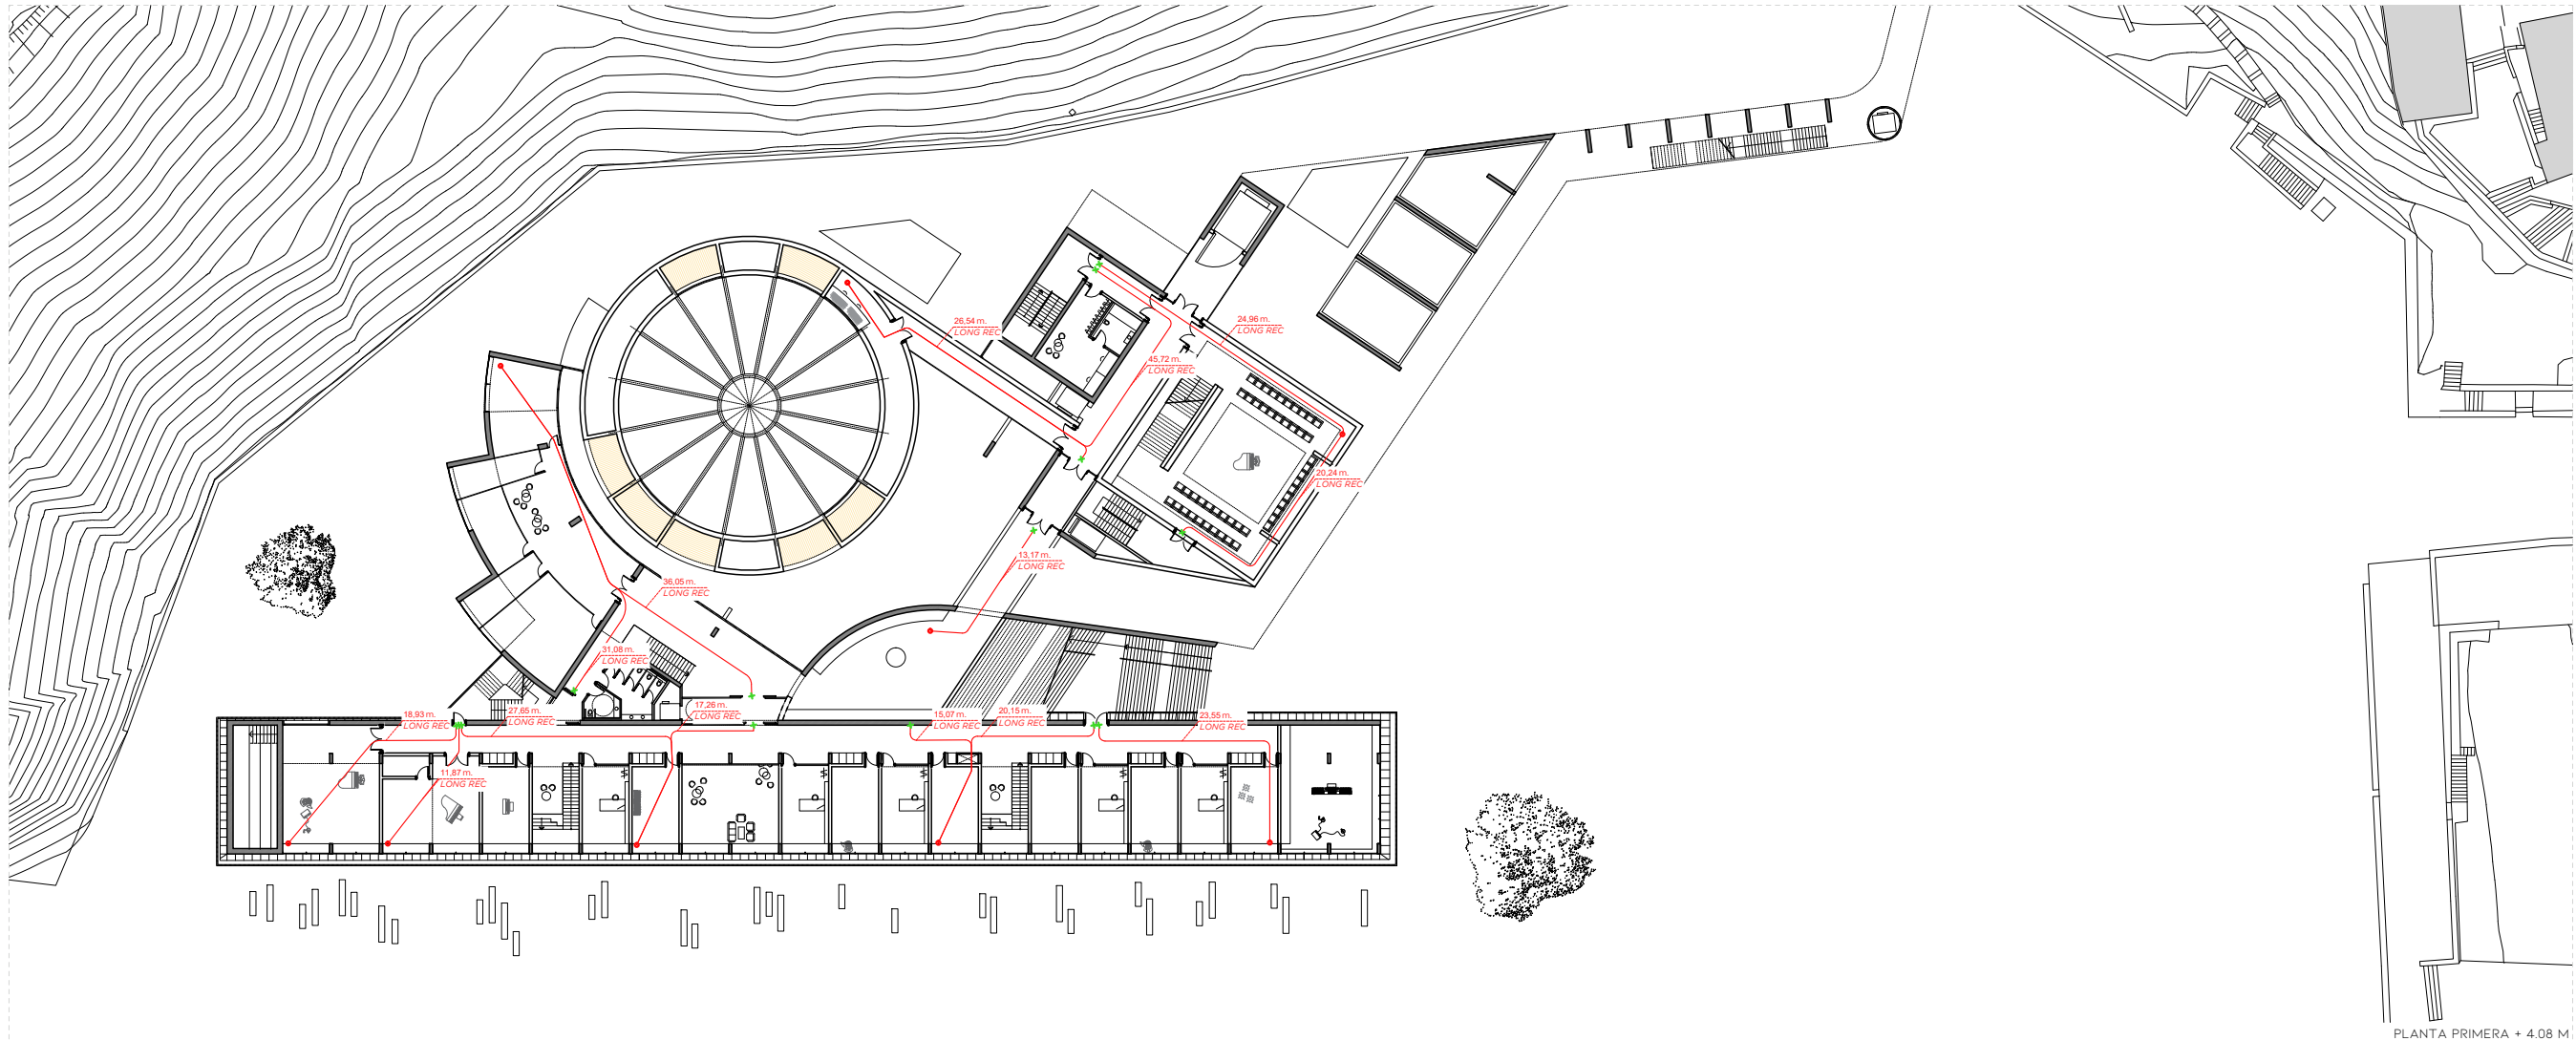 26,54 m.
LONG REC
24,96 m.
LONG REC
45,72 m.
LONG REC
20,24 m.
LONG REC
13,17 m.
LONG REC
36,05 m.
LONG REC
31,08 m.
LONG REC
18,93 m.
LONG REC
27,65 m.
LONG REC
17,26 m.
LONG REC
15,07 m.
LONG REC
20,15 m.
LONG REC
23,55 m.
LONG REC
11,87 m.
LONG REC
PLANTA PRIMERA + 4.08 M